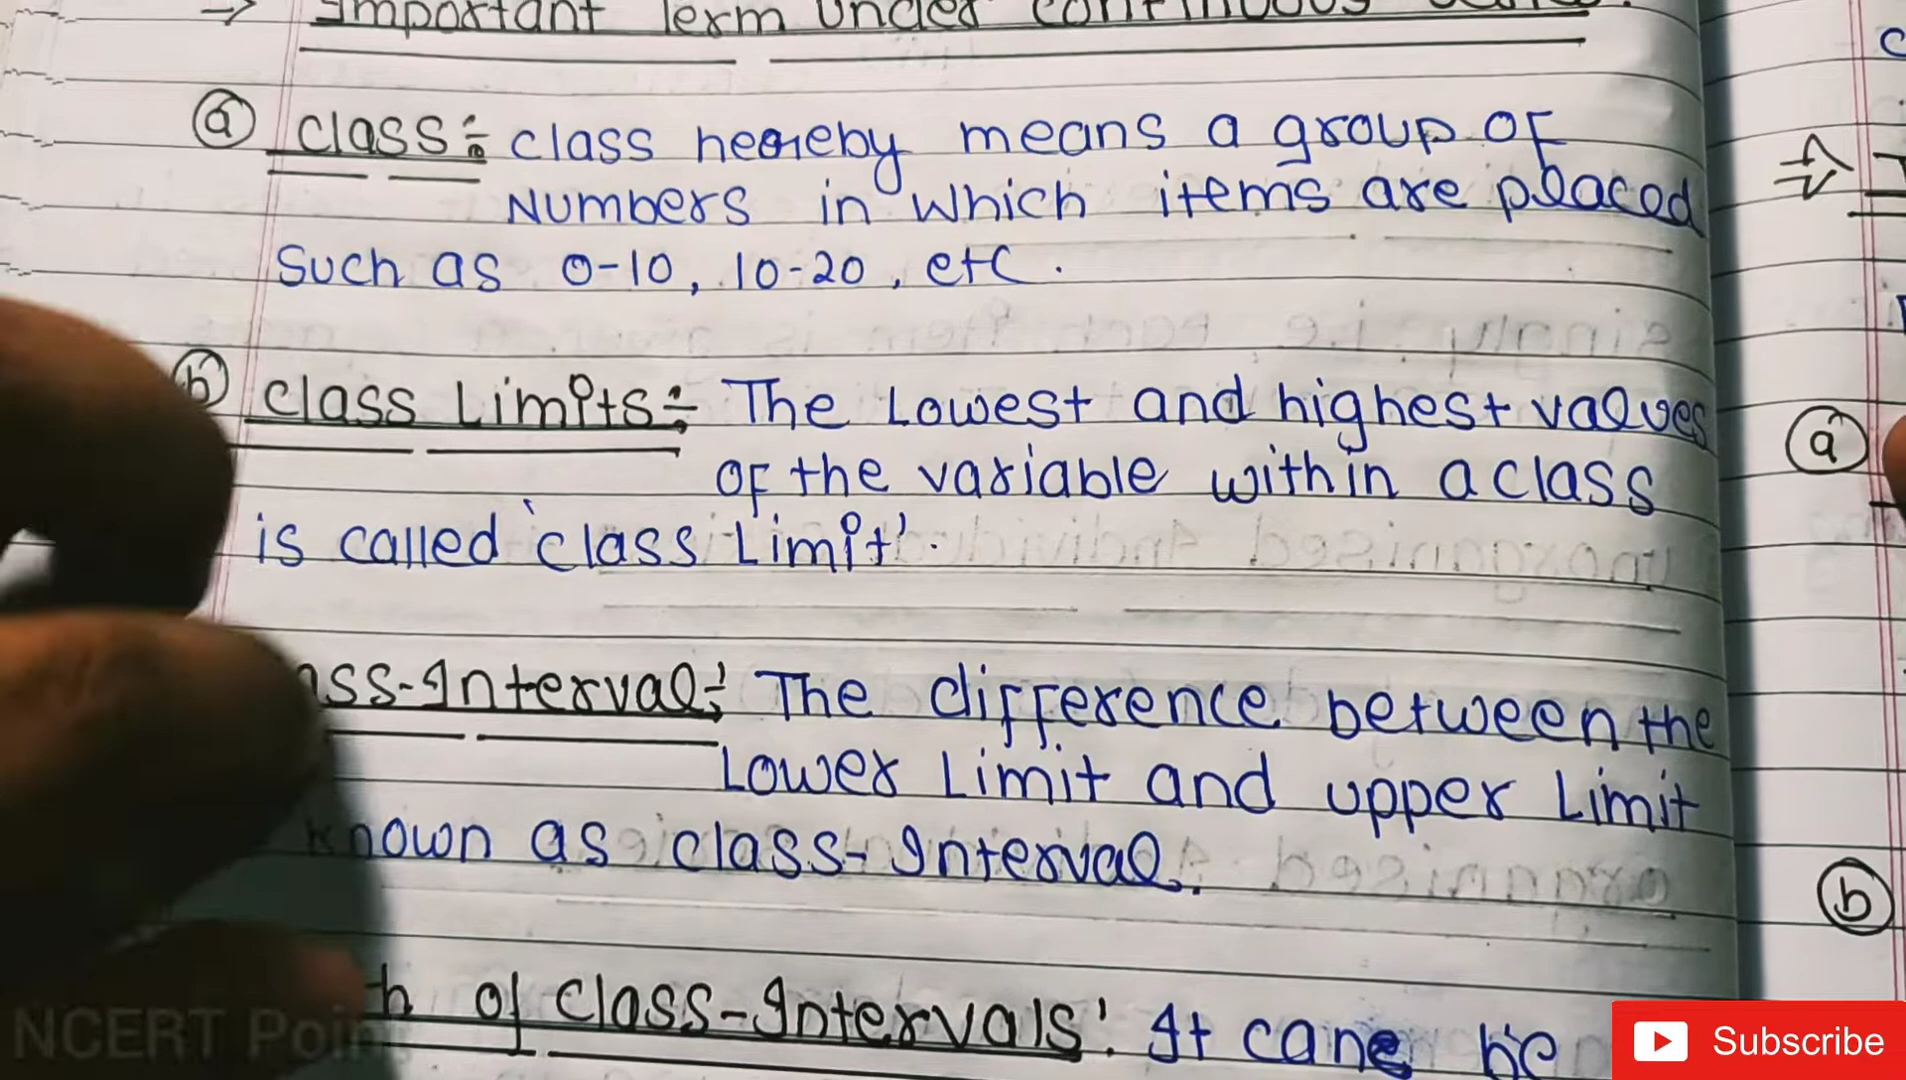 → Important Term under continuous
ⓐ class:- class hereby means a group of
Numbers in which items are placed
Such as 0-10, 10-20, etc.
ⓑ class Limits:- The Lowest and highest values
of the variable within a class
is called 'class Limit'.
ass-Interval:- The difference between the
Lower Limit and upper Limit
known as class-Interval.
h of class-Intervals: It cane be
ⓐ
ⓑ
NCERT Point
Subscribe